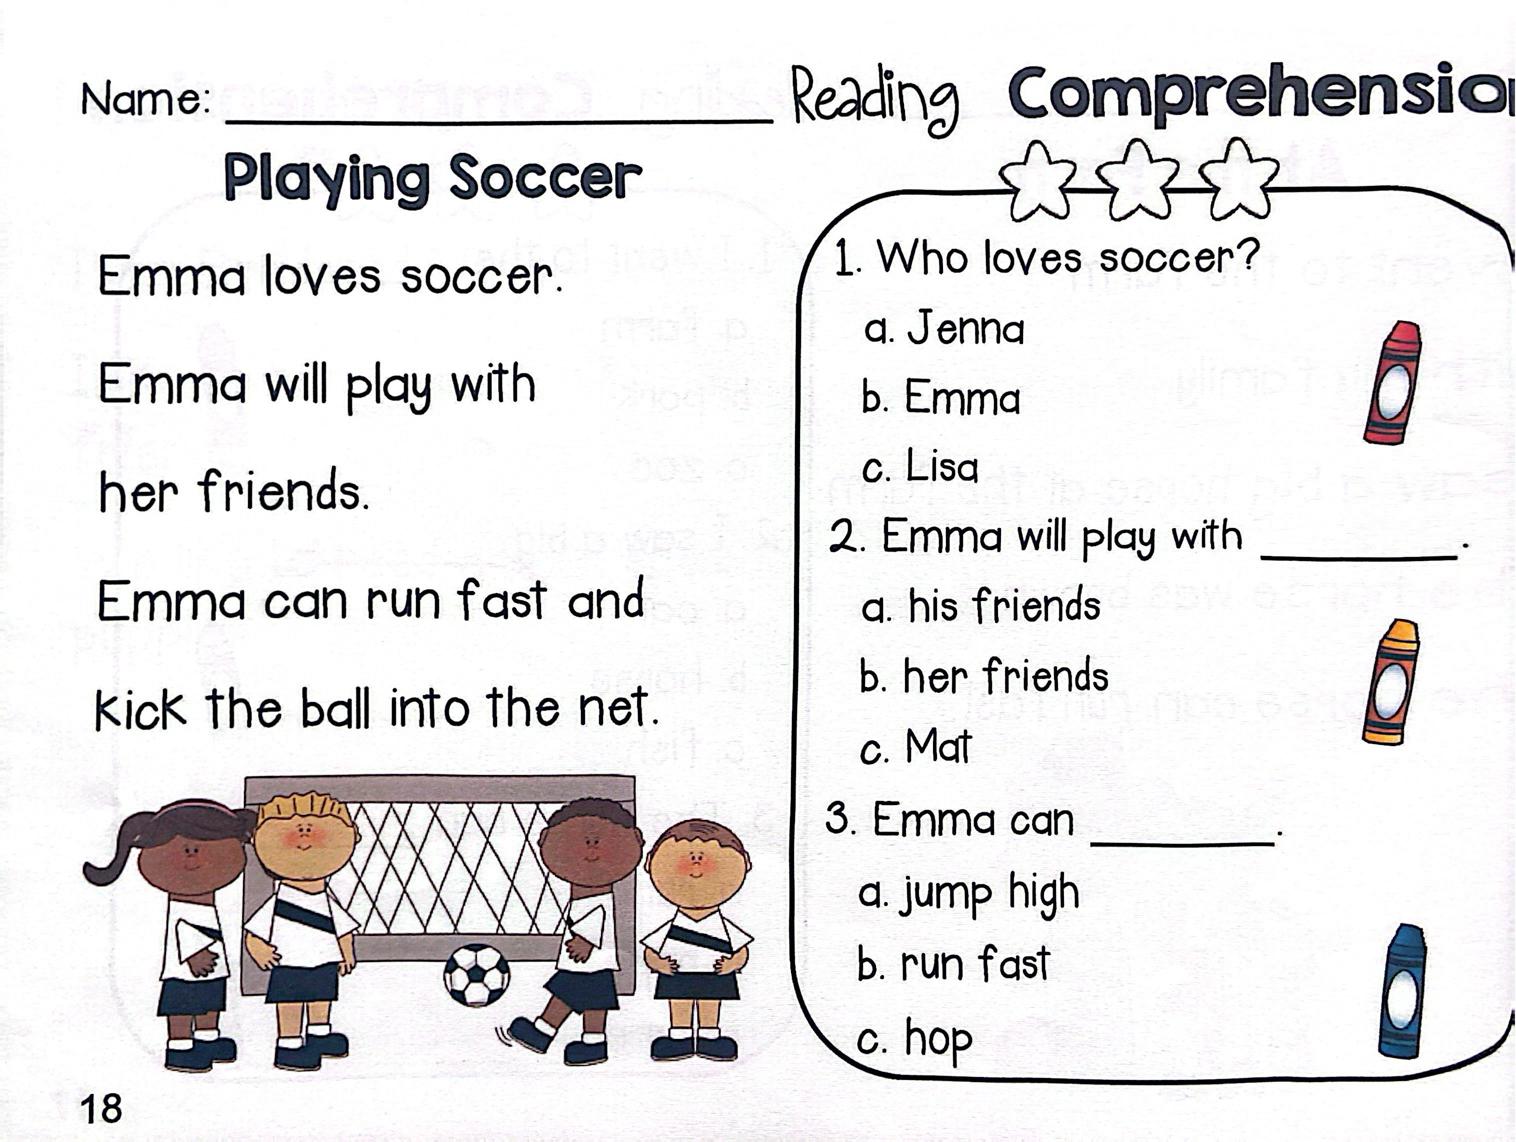 Name: Reading Comprehension
Playing Soccer
Emma loves soccer.
Emma will play with
her friends.
Emma can run fast and
kick the ball into the net.
1. Who loves soccer?
a. Jenna
b. Emma
c. Lisa
2. Emma will play with ________.
a. his friends
b. her friends
c. Mat
3. Emma can ________.
a. jump high
b. run fast
c. hop
18